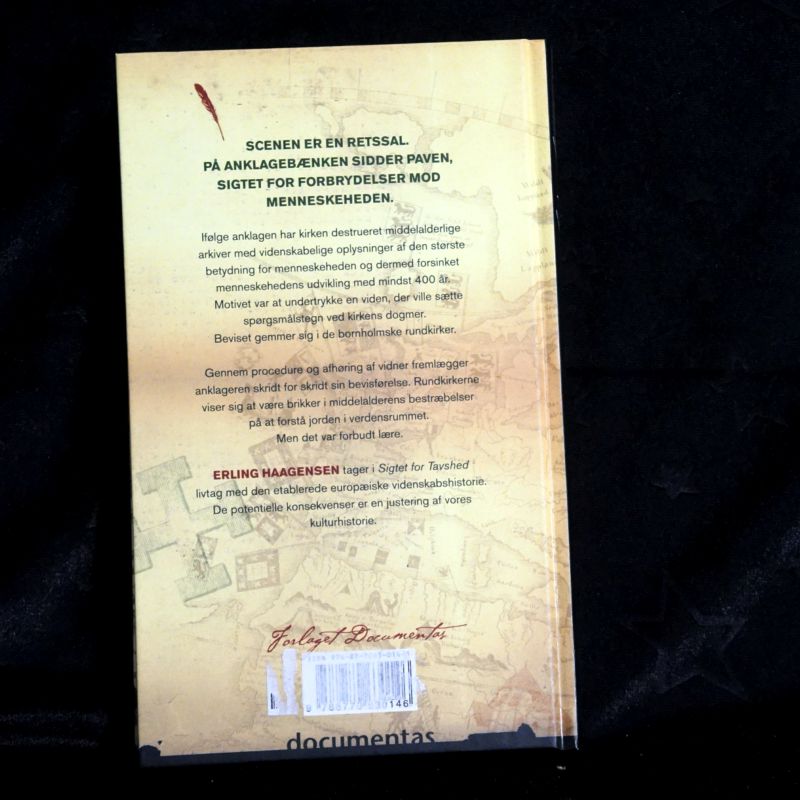 SCENEN ER EN RETSSAL.
PÅ ANKLAGEBÆNKEN SIDDER PAVEN,
SIGTET FOR FORBRYDELSER MOD
MENNESKEHEDEN.
Ifølge anklagen har kirken destrueret middelalderlige
arkiver med videnskabelige oplysninger af den største
betydning for menneskeheden og dermed forsinket
menneskehedens udvikling med mindst 400 år.
Motivet var at undertrykke en viden, der ville sætte
spørgsmålstegn ved kirkens dogmer.
Beviset gemmer sig i de bornholmske rundkirker.
Gennem procedure og afhøring af vidner fremlægger
anklageren skridt for skridt sin bevisførelse. Rundkirkerne
viser sig at være brikker i middelalderens bestræbelser
på at forstå jorden i verdensrummet.
Men det var forbudt lære.
ERLING HAAGENSEN tager i Sigtet for Tavshed
livtag med den etablerede europæiske videnskabshistorie.
De potentielle konsekvenser er en justering af vores
kulturhistorie.
Forlaget Documentas
documentas